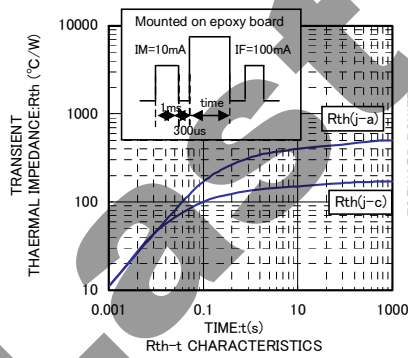 10000
Mounted on epoxy board
IM=10mA
IF=100mA
1ms
time
300us
1000
Rth(j-a)
100
Rth(j-c)
10
0.001
0.1
10
1000
TRANSIENT
THAERMAL IMPEDANCE:Rth (°C/W)
TIME:t(s)
Rth-t CHARACTERISTICS